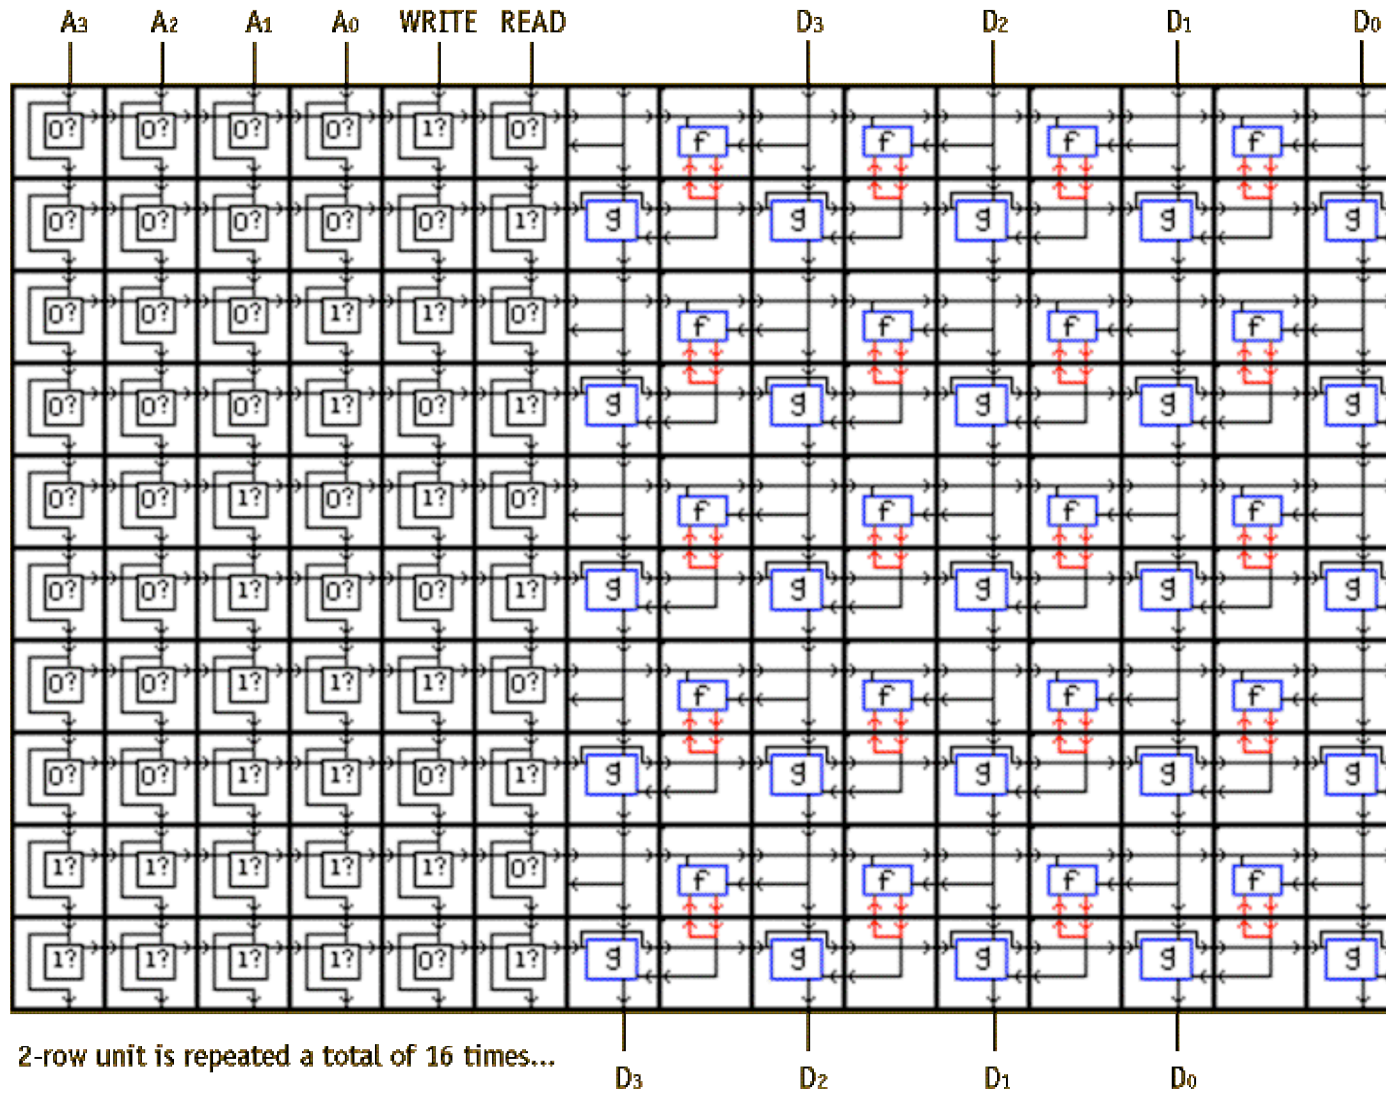 A3 A2 A1 A0 WRITE READ D3 D2 D1 D0
0? 0? 0? 0? 1? 0? f f f f
0? 0? 0? 0? 0? 1? g g g g g
0? 0? 0? 1? 1? 0? f f f f
0? 0? 0? 1? 0? 1? g g g g g
0? 0? 1? 0? 1? 0? f f f f
0? 0? 1? 0? 0? 1? g g g g g
0? 0? 1? 1? 1? 0? f f f f
0? 0? 1? 1? 0? 1? g g g g g
1? 1? 1? 1? 1? 0? f f f f
1? 1? 1? 1? 0? 1? g g g g g
2-row unit is repeated a total of 16 times...
D3 D2 D1 D0